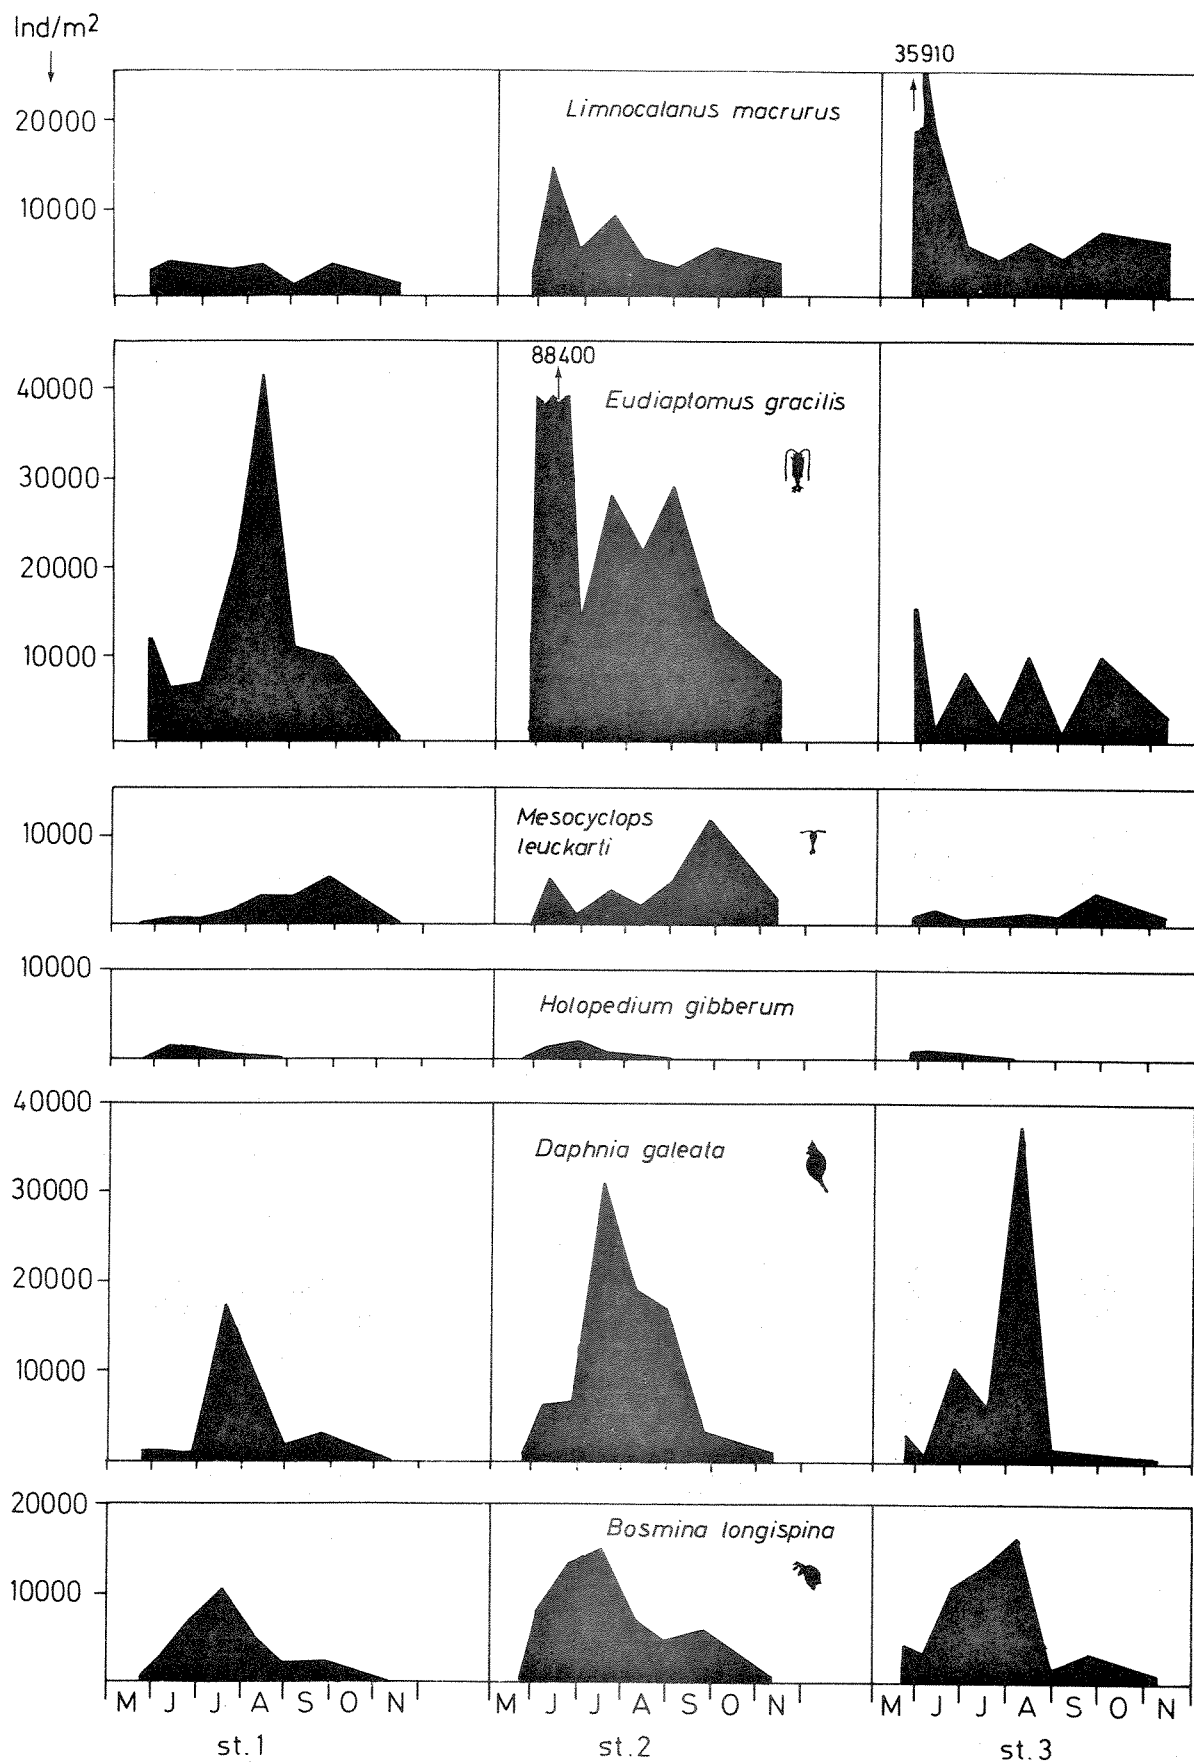 Ind/m²
35910
20000
Limnocalanus macrurus
10000
88400
40000
Eudiaptomus gracilis
30000
20000
10000
Mesocyclops
leuckarti
10000
10000
Holopedium gibberum
40000
Daphnia galeata
30000
20000
10000
20000
Bosmina longispina
10000
M J J A S O N M J J A S O N M J J A S O N
st.1 st.2 st.3